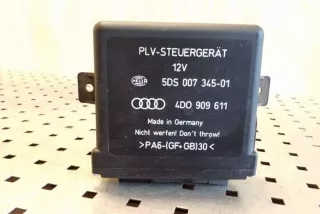 PLV-STEUERGERÄT
12V
HELLA 5DS 007 345-01
4D0 909 611
Made in Germany
Nicht werfen! Don't throw!
>PA6-(GF-GB)30<